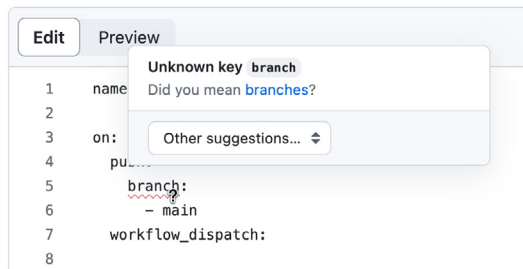 Edit Preview
Unknown key branch
Did you mean branches?
Other suggestions...
1 name
2
3 on:
4
5 branch:
6 - main
7 workflow_dispatch:
8